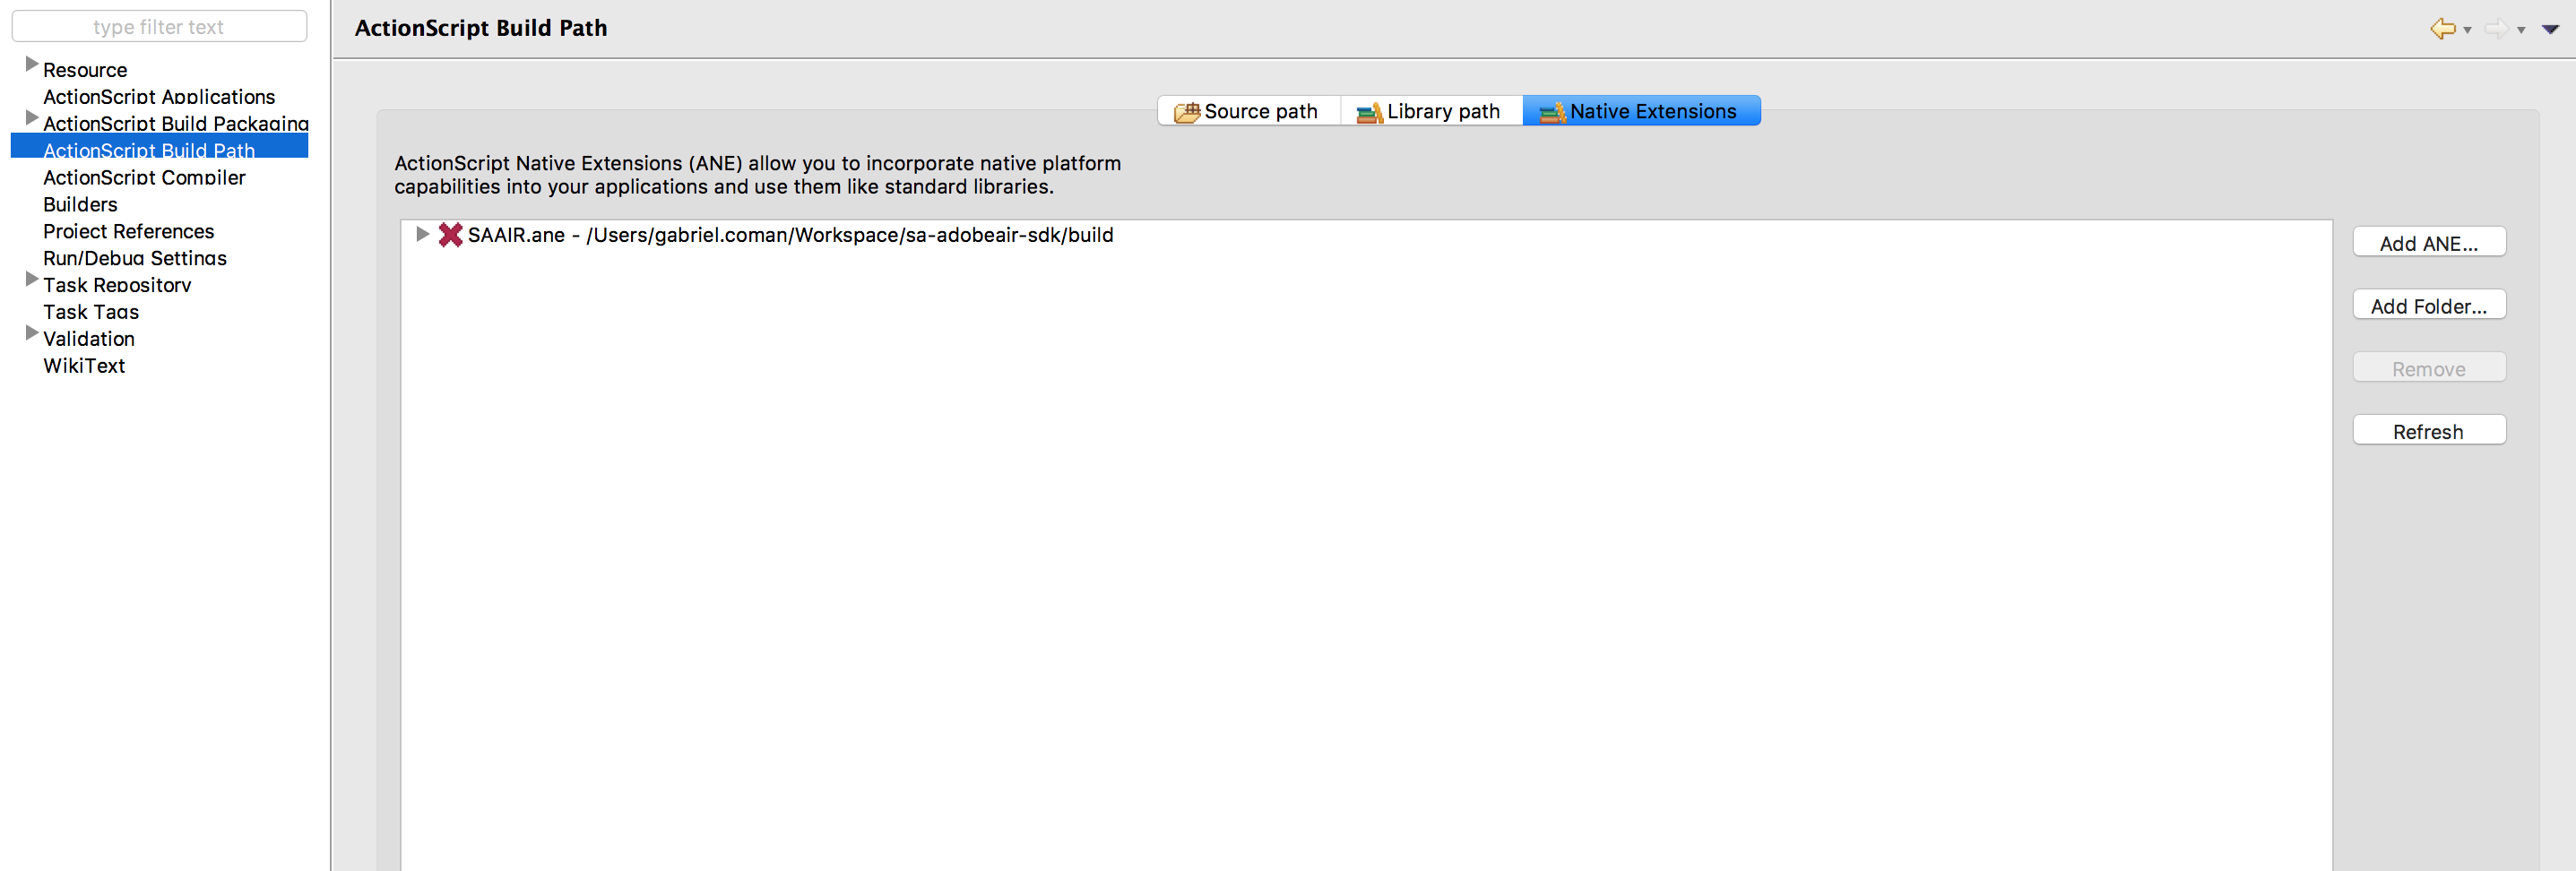 type filter text
Resource
ActionScript Applications
ActionScript Build Packaging
ActionScript Build Path
ActionScript Compiler
Builders
Project References
Run/Debug Settings
Task Repository
Task Tags
Validation
WikiText
ActionScript Build Path
Source path
Library path
Native Extensions
ActionScript Native Extensions (ANE) allow you to incorporate native platform
capabilities into your applications and use them like standard libraries.
SAAIR.ane - /Users/gabriel.coman/Workspace/sa-adobeair-sdk/build
Add ANE...
Add Folder...
Remove
Refresh